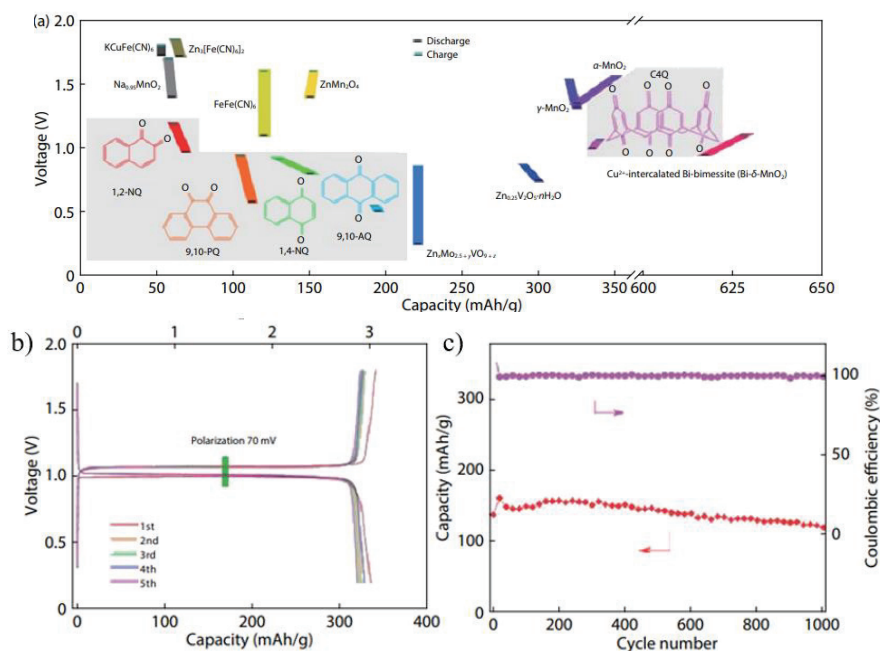 (a)
2.0
1.5
1.0
0.5
0
Voltage (V)
KCuFe(CN)₆
Zn₃[Fe(CN)₆]₂
Discharge
Charge
Na₀.₉₅MnO₂
FeFe(CN)₆
ZnMn₂O₄
α-MnO₂
C4Q
γ-MnO₂
O O O O
O O O O
O
O
1,2-NQ
O O
9,10-PQ
O
O
1,4-NQ
O
O
9,10-AQ
Cu²⁺-intercalated Bi-bimessite (Bi-δ-MnO₂)
Zn₀.₂₅V₂O₅·nH₂O
ZnₓMo₂.₅₊ᵧVO₉₊z
0 50 100 150 200 250 300 350 600 625 650
Capacity (mAh/g)
b)
0 1 2 3
2.0
1.5
1.0
0.5
0
Voltage (V)
Polarization 70 mV
1st
2nd
3rd
4th
5th
0 100 200 300 400
Capacity (mAh/g)
c)
300
200
100
0
Capacity (mAh/g)
100
50
0
Coulombic efficiency (%)
0 200 400 600 800 1000
Cycle number